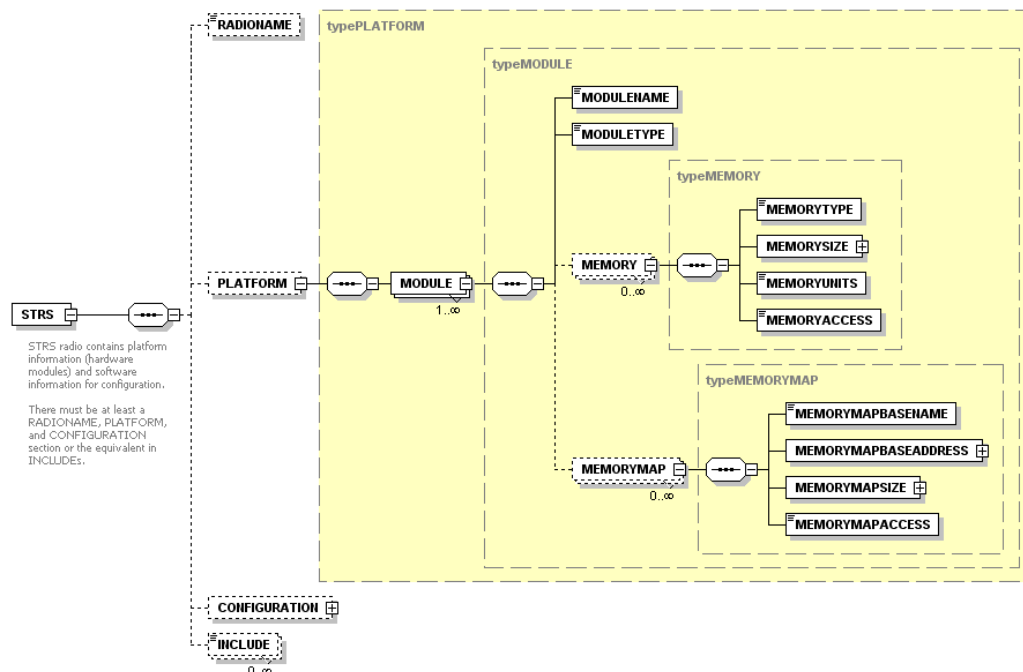 RADIONAME
typePLATFORM
typeMODULE
MODULENAME
MODULETYPE
typeMEMORY
MEMORYTYPE
MEMORYSIZE
MEMORY
0..∞
MEMORYUNITS
MEMORYACCESS
PLATFORM
MODULE
1..∞
STRS
STRS radio contains platform
information (hardware
modules) and software
information for configuration.
There must be at least a
RADIONAME, PLATFORM,
and CONFIGURATION
section or the equivalent in
INCLUDEs.
typeMEMORYMAP
MEMORYMAPBASENAME
MEMORYMAPBASEADDRESS
MEMORYMAP
0..∞
MEMORYMAPSIZE
MEMORYMAPACCESS
CONFIGURATION
INCLUDE
0..∞